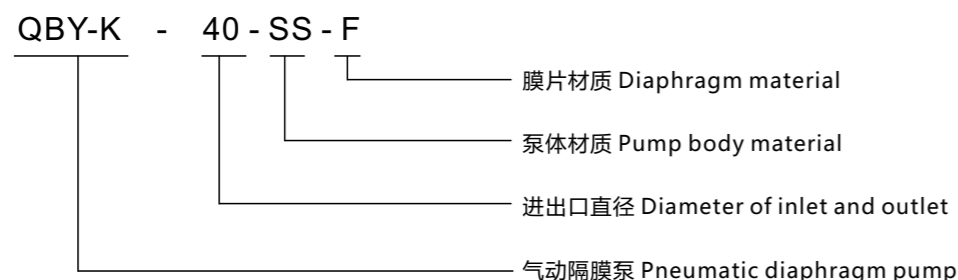 QBY-K - 40 - SS - F
膜片材质 Diaphragm material
泵体材质 Pump body material
进出口直径 Diameter of inlet and outlet
气动隔膜泵 Pneumatic diaphragm pump